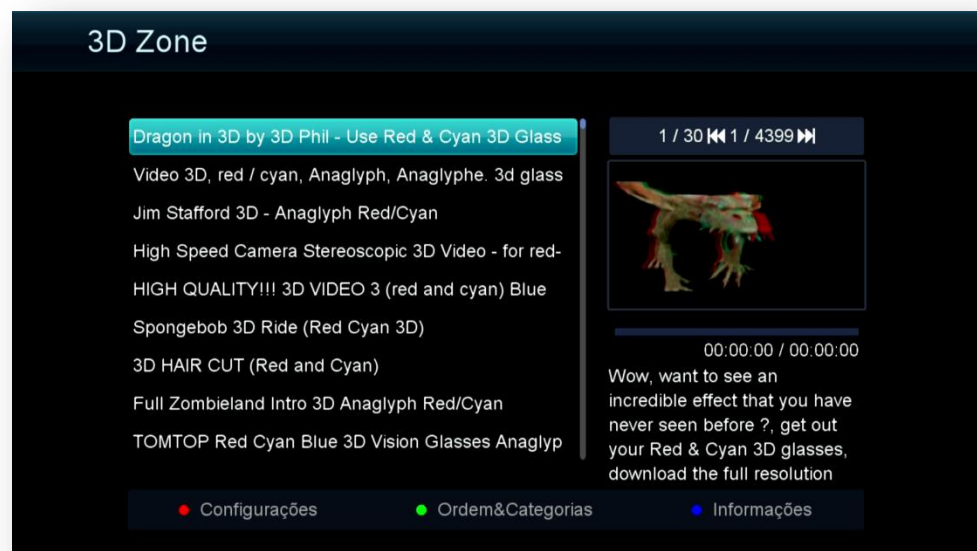 3D Zone
Dragon in 3D by 3D Phil - Use Red & Cyan 3D Glass
Video 3D, red / cyan, Anaglyph, Anaglyphe. 3d glass
Jim Stafford 3D - Anaglyph Red/Cyan
High Speed Camera Stereoscopic 3D Video - for red-
HIGH QUALITY!!! 3D VIDEO 3 (red and cyan) Blue
Spongebob 3D Ride (Red Cyan 3D)
3D HAIR CUT (Red and Cyan)
Full Zombieland Intro 3D Anaglyph Red/Cyan
TOMTOP Red Cyan Blue 3D Vision Glasses Anaglyp
1 / 30 ⏮ 1 / 4399 ⏭
00:00:00 / 00:00:00
Wow, want to see an
incredible effect that you have
never seen before ?, get out
your Red & Cyan 3D glasses,
download the full resolution
Configurações
Ordem&Categorias
Informações